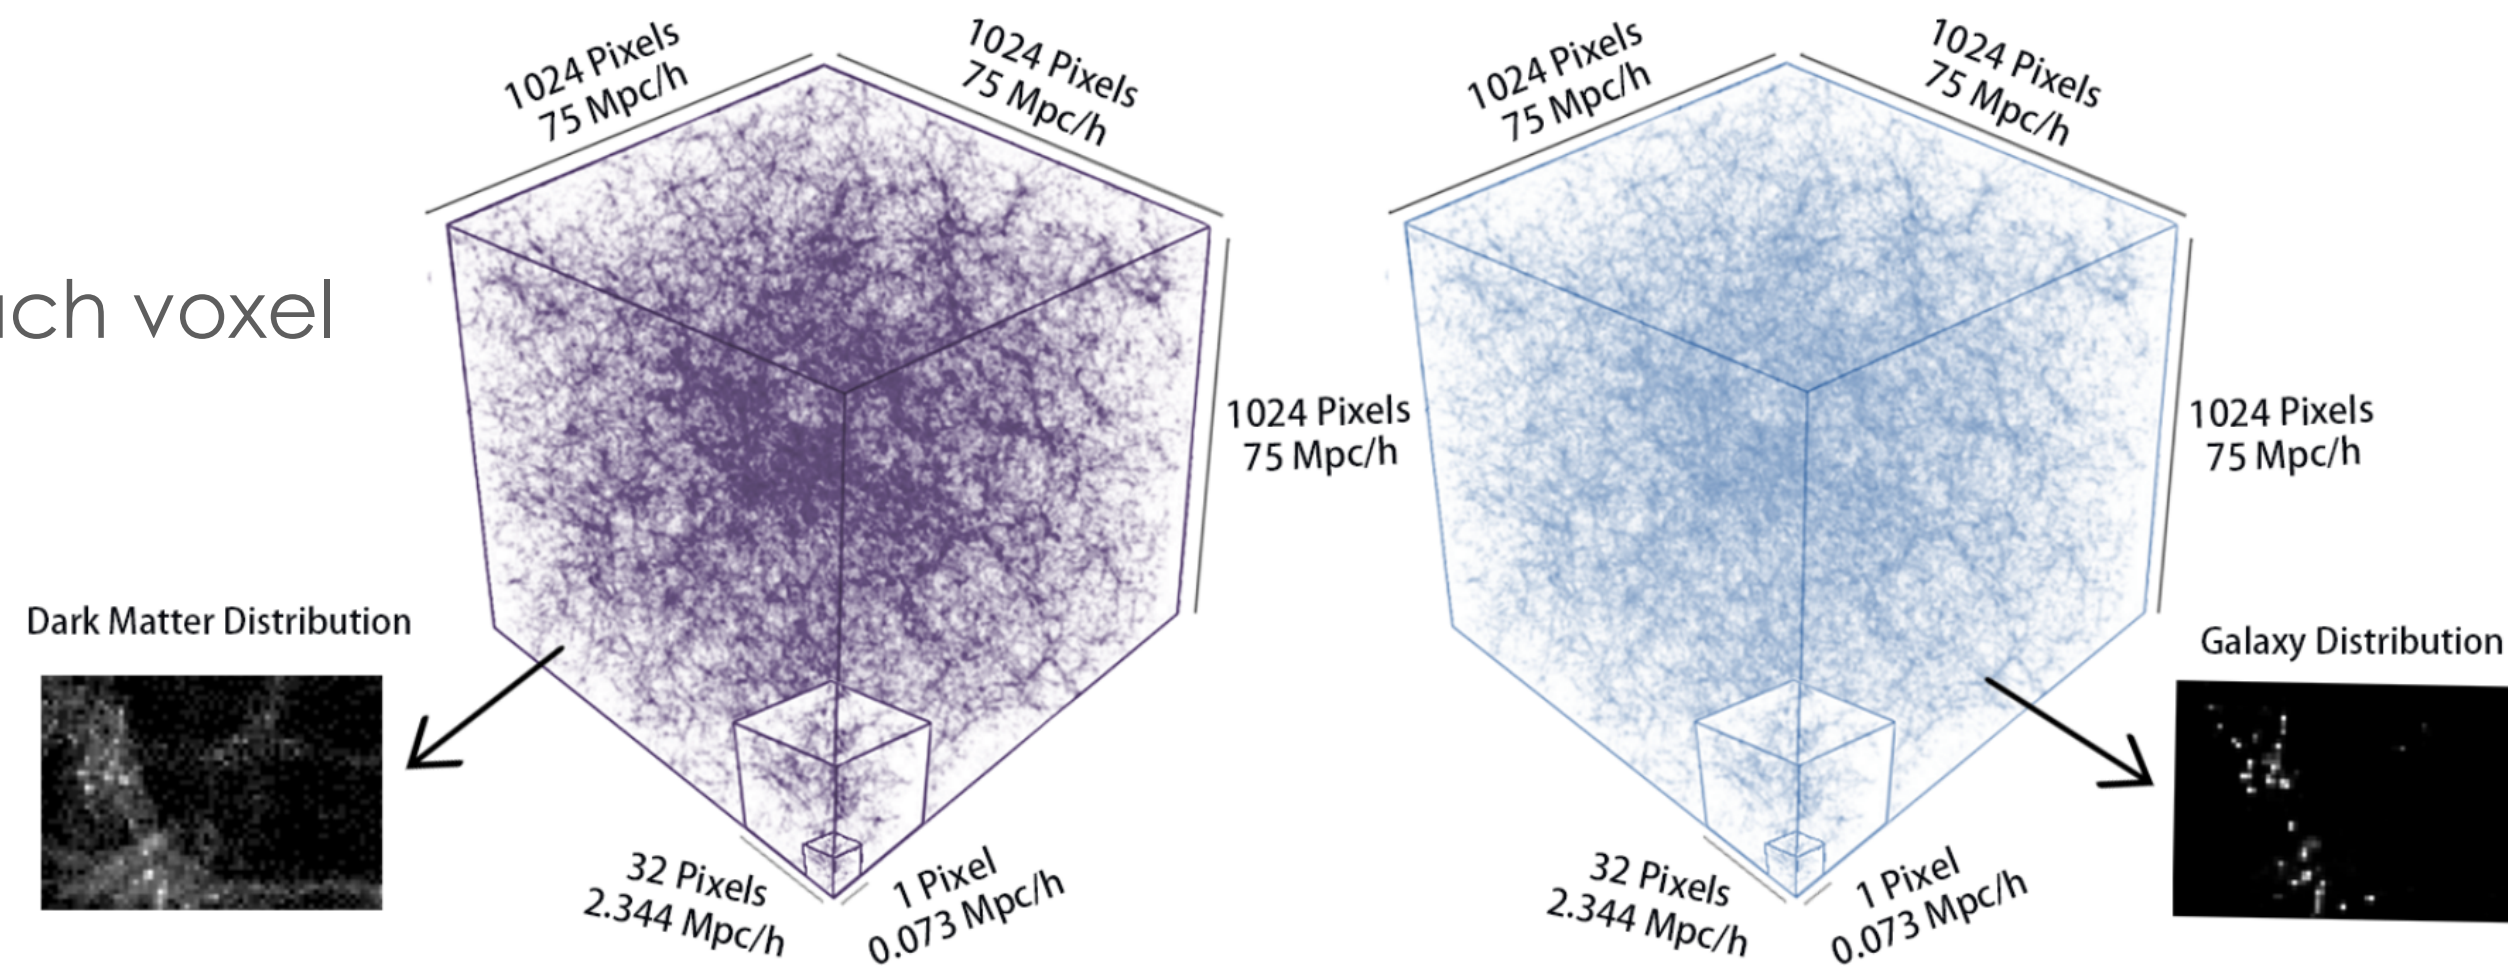 1024 Pixels
75 Mpc/h
1024 Pixels
75 Mpc/h
1024 Pixels
75 Mpc/h
1024 Pixels
75 Mpc/h
voxel
1024 Pixels
75 Mpc/h
1024 Pixels
75 Mpc/h
Dark Matter Distribution
Galaxy Distribution
32 Pixels
2.344 Mpc/h
1 Pixel
0.073 Mpc/h
32 Pixels
2.344 Mpc/h
1 Pixel
0.073 Mpc/h